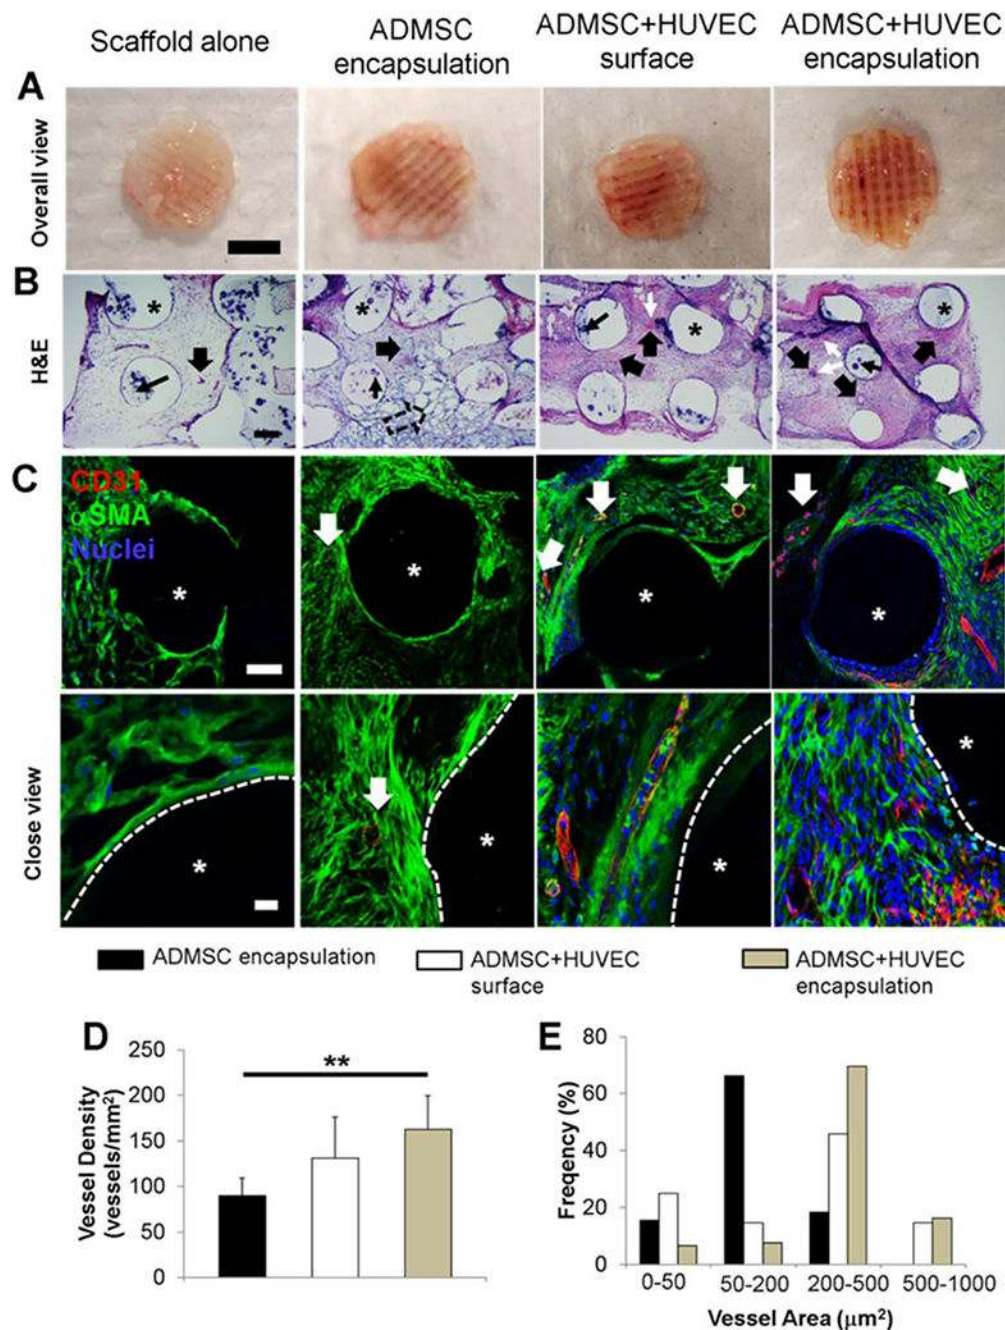 Scaffold alone
ADMSC
encapsulation
ADMSC+HUVEC
surface
ADMSC+HUVEC
encapsulation
A
Overall view
B
H&E
*
*
*
*
C
CD31
αSMA
Nuclei
*
*
*
*
Close view
*
*
*
*
ADMSC encapsulation
ADMSC+HUVEC
surface
ADMSC+HUVEC
encapsulation
D
Vessel Density
(vessels/mm²)
250
200
150
100
50
0
**
E
Freqency (%)
80
60
40
20
0
0-50
50-200
200-500
500-1000
Vessel Area (μm²)